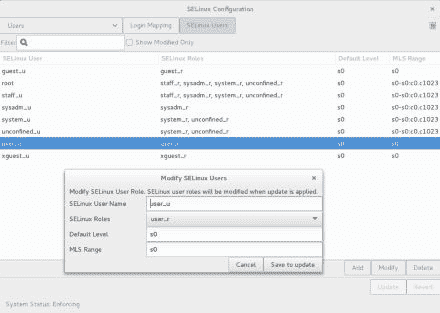 SELinux Configuration
Users Login Mapping SELinux Users
Filter Show Modified Only
SELinux User SELinux Roles Default Level MLS Range
guest_u guest_r s0 s0
root staff_r, sysadm_r, system_r, unconfined_r s0 s0-s0:c0.c1023
staff_u staff_r, sysadm_r, system_r, unconfined_r s0 s0-s0:c0.c1023
sysadm_u sysadm_r s0 s0-s0:c0.c1023
system_u system_r, unconfined_r s0 s0-s0:c0.c1023
unconfined_u system_r, unconfined_r s0 s0-s0:c0.c1023
user_u user_r s0 s0
xguest_u xguest_r s0 s0
Modify SELinux Users
Modify SELinux User Role. SELinux user roles will be modified when update is applied.
SELinux User Name user_u
SELinux Roles user_r
Default Level s0
MLS Range s0
Cancel Save to update
Add Modify Delete
Update Revert
System Status: Enforcing